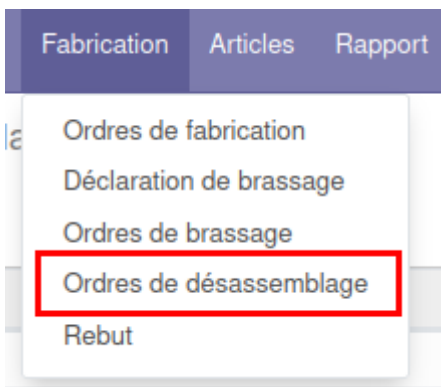 Fabrication Articles Rapport
Ordres de fabrication
Déclaration de brassage
Ordres de brassage
Ordres de désassemblage
Rebut